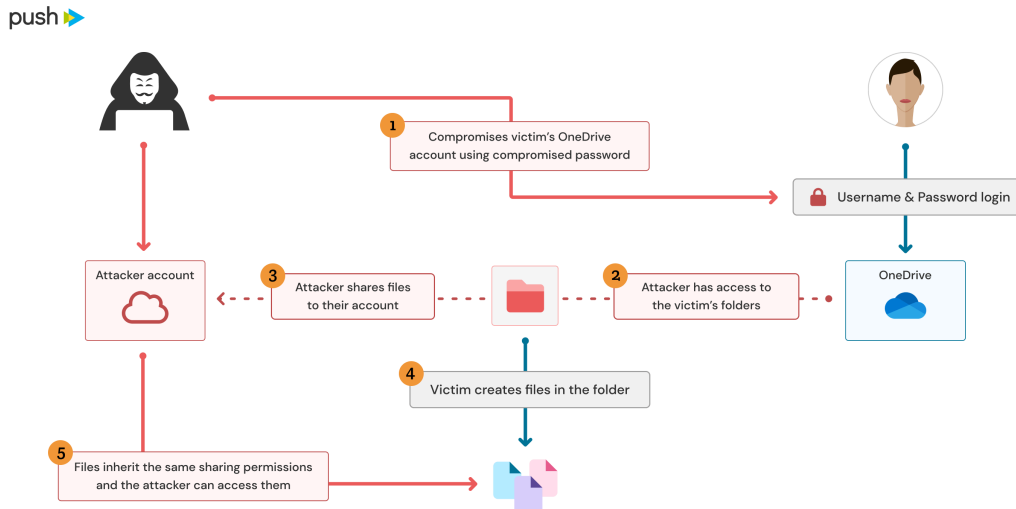 push
1
Compromises victim's OneDrive
account using compromised password
Username & Password login
Attacker account
3
Attacker shares files
to their account
2
Attacker has access to
the victim's folders
OneDrive
4
Victim creates files in the folder
5
Files inherit the same sharing permissions
and the attacker can access them